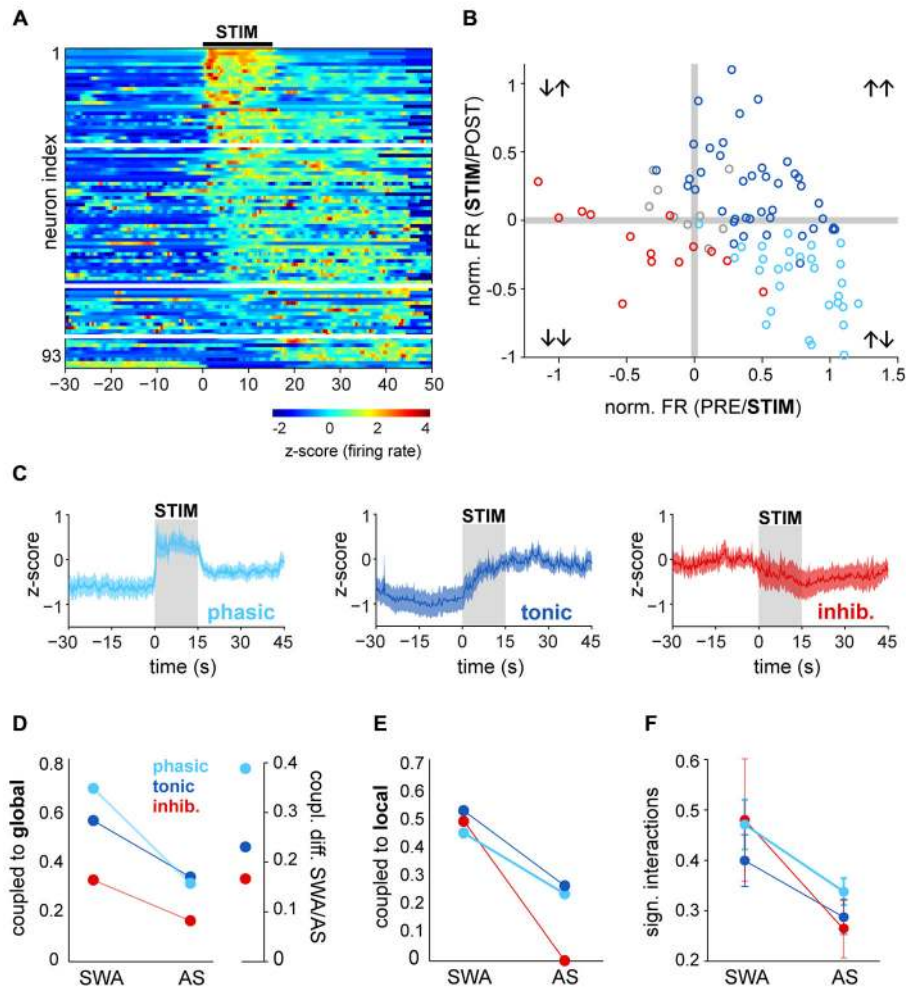 A
STIM
1
neuron index
93
−30 −20 −10 0 10 20 30 40 50
-2 0 2 4
z-score (firing rate)
B
1
0.5
0
-0.5
-1
norm. FR (STIM/POST)
↓↑ ↑↑
↓↓ ↑↓
-1 -0.5 0 0.5 1 1.5
norm. FR (PRE/STIM)
C
STIM
1
0
−1
z-score
phasic
−30 −15 0 15 30 45
time (s)
STIM
1
0
−1
z-score
tonic
−30 −15 0 15 30 45
time (s)
STIM
1
0
−1
z-score
inhib.
−30 −15 0 15 30 45
time (s)
D
coupled to global
0.8
0.6
0.4
0.2
0
phasic
tonic
inhib.
SWA AS
0.4
0.3
0.2
0.1
0
coupl. diff. SWA/AS
E
coupled to local
0.7
0.6
0.5
0.4
0.3
0.2
0.1
0
SWA AS
F
sign. interactions
0.6
0.5
0.4
0.3
0.2
SWA AS